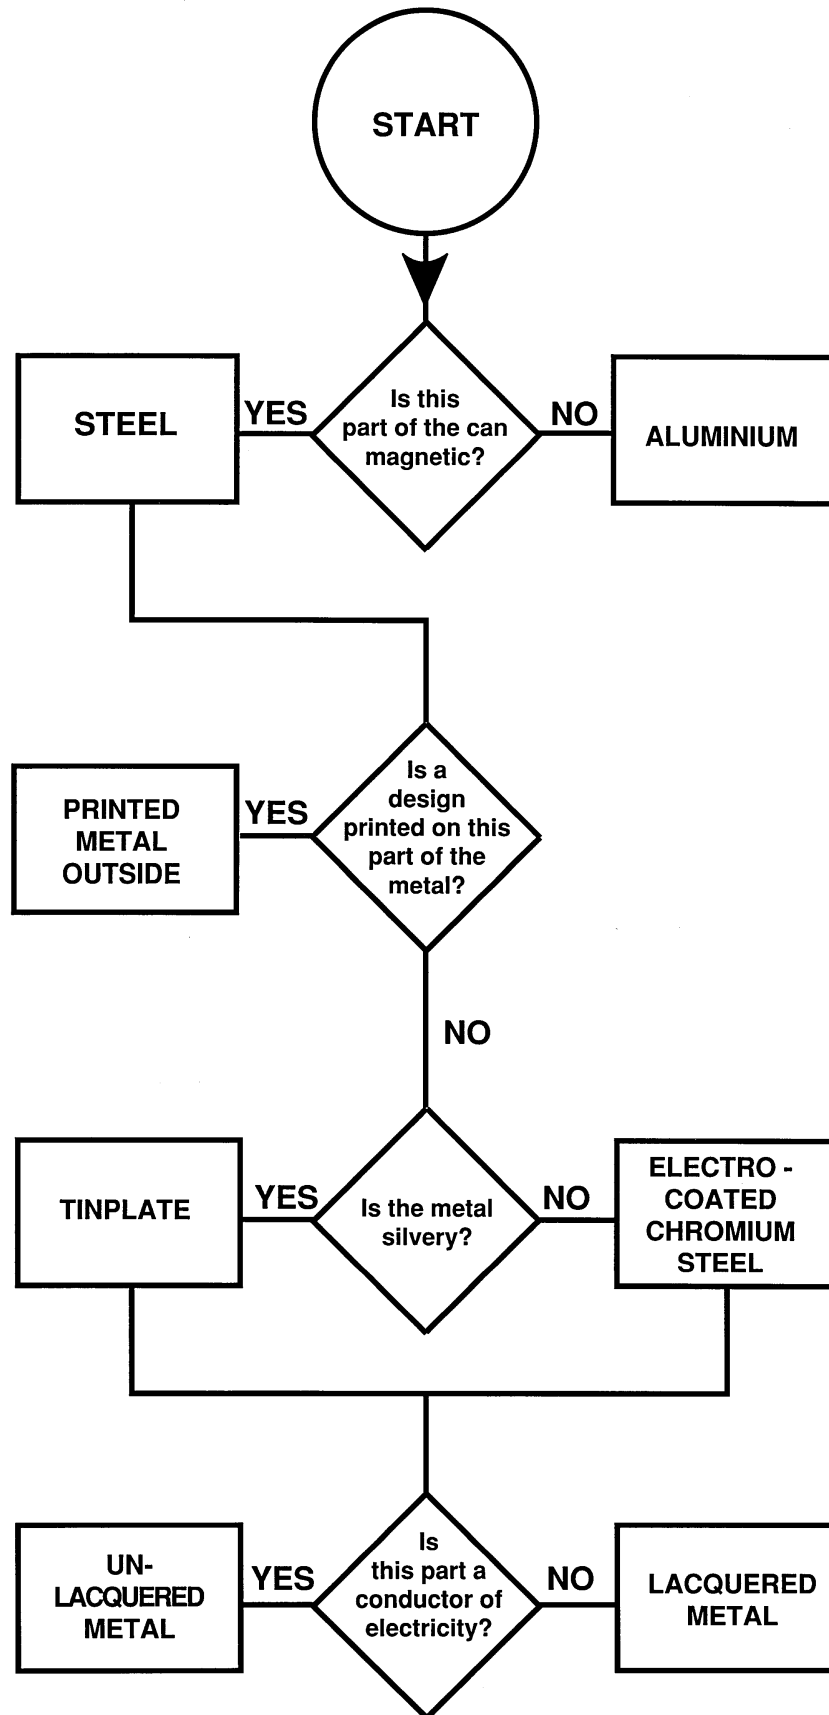 START
Is this
part of the can
magnetic?
YES
NO
STEEL
ALUMINIUM
Is a
design
printed on this
part of the
metal?
YES
PRINTED
METAL
OUTSIDE
NO
Is the metal
silvery?
YES
NO
TINPLATE
ELECTRO -
COATED
CHROMIUM
STEEL
Is
this part a
conductor of
electricity?
YES
NO
UN-
LACQUERED
METAL
LACQUERED
METAL